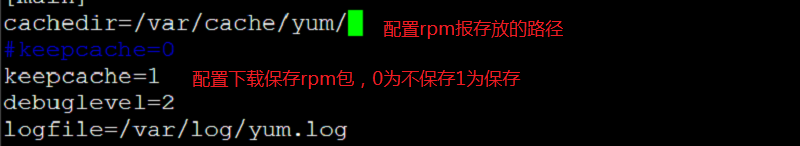 [main]
cachedir=/var/cache/yum/ 配置rpm报存放的路径
#keepcache=0
keepcache=1 配置下载保存rpm包，0为不保存1为保存
debuglevel=2
logfile=/var/log/yum.log